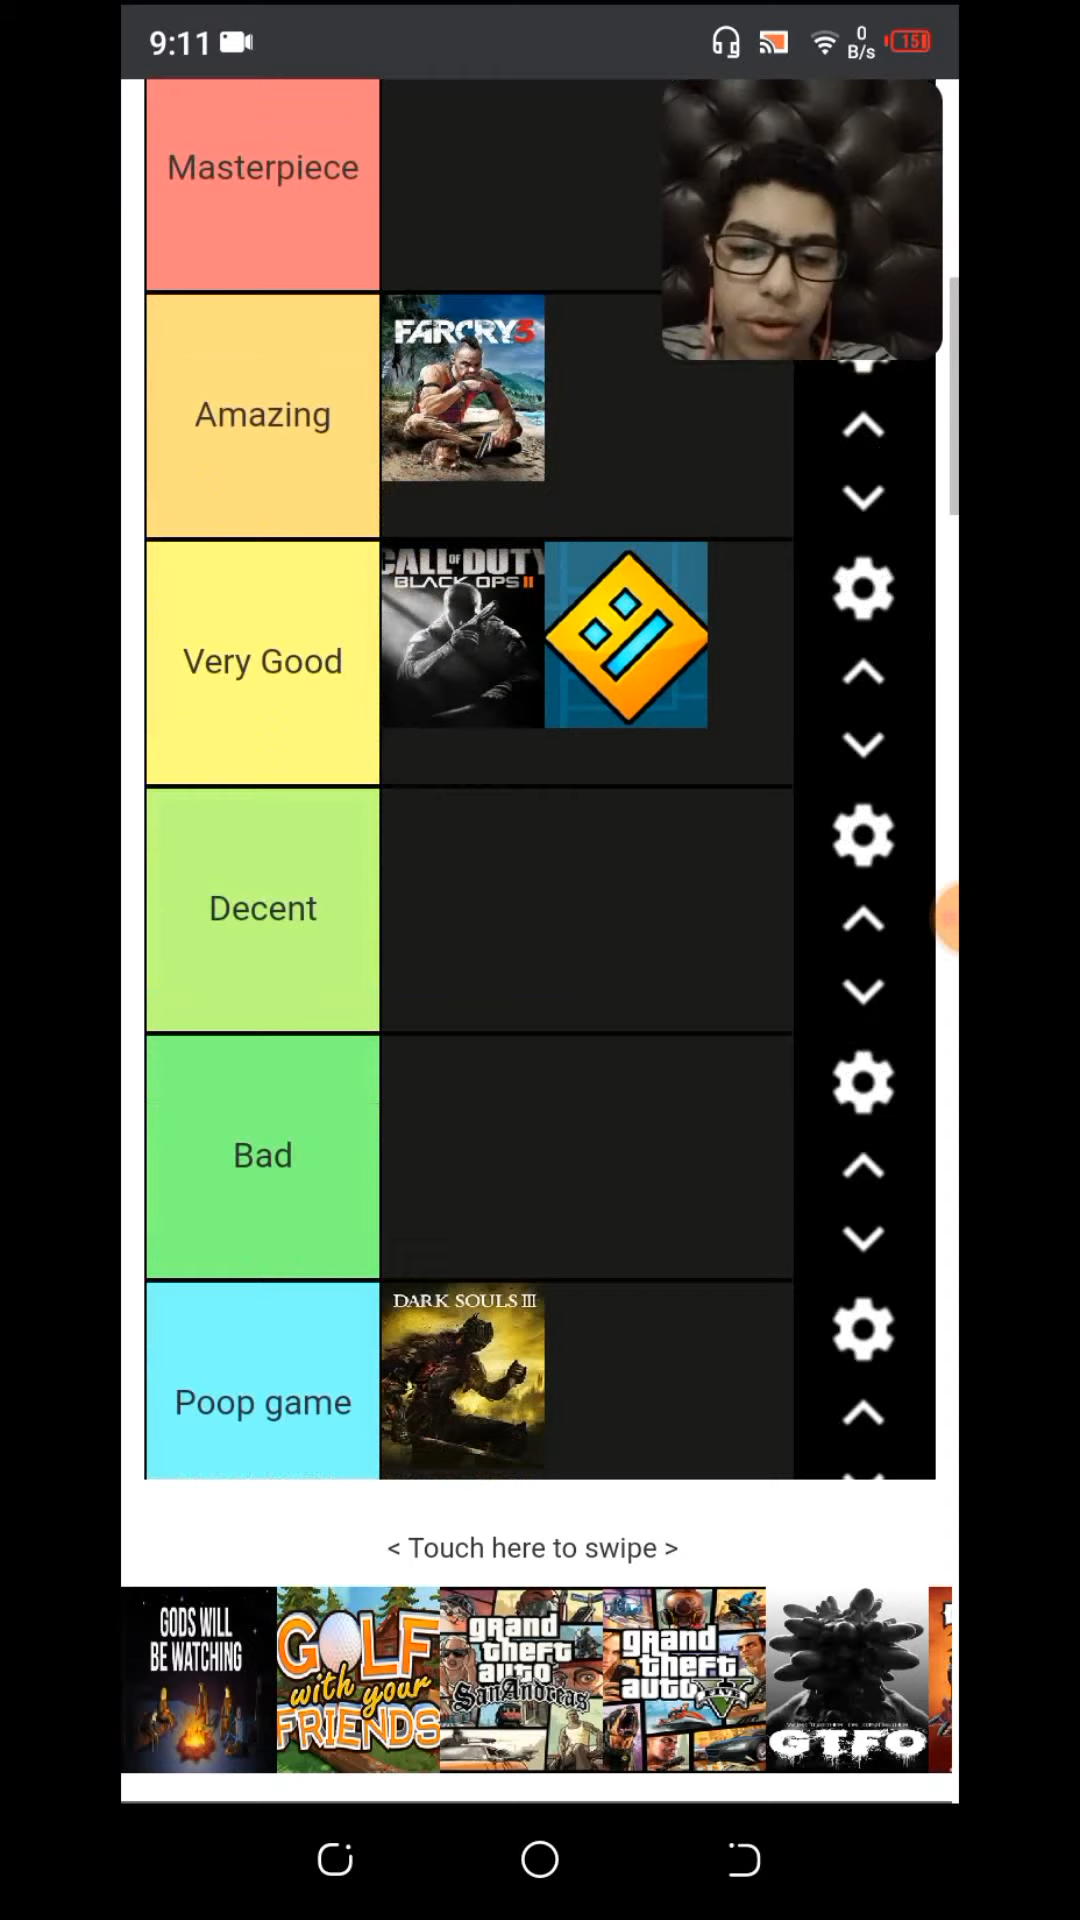 9:11
0
B/s
15
Masterpiece
FARCRY3
Amazing
CALL OF DUTY
BLACK OPS II
Very Good
Decent
Bad
DARK SOULS III
Poop game
< Touch here to swipe >
GODS WILL
BE WATCHING
GOLF
with your
FRIENDS
grand
theft
auto
San Andreas
grand
theft
auto
FIVE
GTFO